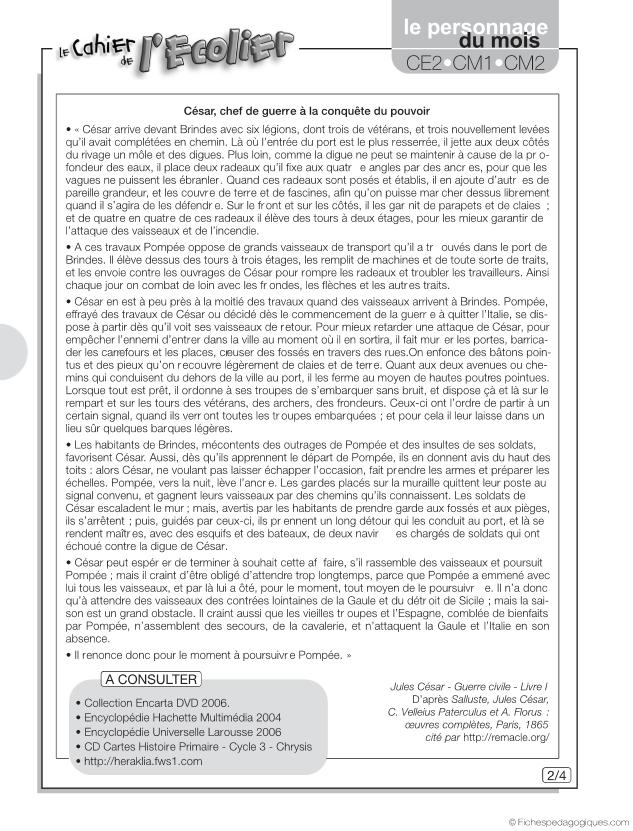 le personnage
du mois
CE2•CM1•CM2
LE CaHiER
DE l'Ecolier
César, chef de guerre à la conquête du pouvoir
• « César arrive devant Brindes avec six légions, dont trois de vétérans, et trois nouvellement levées
qu'il avait complétées en chemin. Là où l'entrée du port est le plus resserrée, il jette aux deux côtés
du rivage un môle et des digues. Plus loin, comme la digue ne peut se maintenir à cause de la pr o-
fondeur des eaux, il place deux radeaux qu'il fixe aux quatr e angles par des ancr es, pour que les
vagues ne puissent les ébranler. Quand ces radeaux sont posés et établis, il en ajoute d'autr es de
pareille grandeur, et les couvre de terre et de fascines, afin qu'on puisse mar cher dessus librement
quand il s'agira de les défendr e. Sur le front et sur les côtés, il les gar nit de parapets et de claies ;
et de quatre en quatre de ces radeaux il élève des tours à deux étages, pour les mieux garantir de
l'attaque des vaisseaux et de l'incendie.
• A ces travaux Pompée oppose de grands vaisseaux de transport qu'il a tr ouvés dans le port de
Brindes. Il élève dessus des tours à trois étages, les remplit de machines et de toute sorte de traits,
et les envoie contre les ouvrages de César pour rompre les radeaux et troubler les travailleurs. Ainsi
chaque jour on combat de loin avec les fr ondes, les flèches et les autres traits.
• César en est à peu près à la moitié des travaux quand des vaisseaux arrivent à Brindes. Pompée,
effrayé des travaux de César ou décidé dès le commencement de la guerr e à quitter l'Italie, se dis-
pose à partir dès qu'il voit ses vaisseaux de retour. Pour mieux retarder une attaque de César, pour
empêcher l'ennemi d'entrer dans la ville au moment où il en sortira, il fait mur er les portes, barrica-
der les carrefours et les places, creuser des fossés en travers des rues.On enfonce des bâtons poin-
tus et des pieux qu'on recouvre légèrement de claies et de terre. Quant aux deux avenues ou che-
mins qui conduisent du dehors de la ville au port, il les ferme au moyen de hautes poutres pointues.
Lorsque tout est prêt, il ordonne à ses troupes de s'embarquer sans bruit, et dispose çà et là sur le
rempart et sur les tours des vétérans, des archers, des frondeurs. Ceux-ci ont l'ordre de partir à un
certain signal, quand ils verr ont toutes les tr oupes embarquées ; et pour cela il leur laisse dans un
lieu sûr quelques barques légères.
• Les habitants de Brindes, mécontents des outrages de Pompée et des insultes de ses soldats,
favorisent César. Aussi, dès qu'ils apprennent le départ de Pompée, ils en donnent avis du haut des
toits : alors César, ne voulant pas laisser échapper l'occasion, fait prendre les armes et préparer les
échelles. Pompée, vers la nuit, lève l'ancr e. Les gardes placés sur la muraille quittent leur poste au
signal convenu, et gagnent leurs vaisseaux par des chemins qu'ils connaissent. Les soldats de
César escaladent le mur ; mais, avertis par les habitants de prendre garde aux fossés et aux pièges,
ils s'arrêtent ; puis, guidés par ceux-ci, ils pr ennent un long détour qui les conduit au port, et là se
rendent maîtr es, avec des esquifs et des bateaux, de deux navir es chargés de soldats qui ont
échoué contre la digue de César.
• César peut espér er de terminer à souhait cette af faire, s'il rassemble des vaisseaux et poursuit
Pompée ; mais il craint d'être obligé d'attendre trop longtemps, parce que Pompée a emmené avec
lui tous les vaisseaux, et par là lui a ôté, pour le moment, tout moyen de le poursuivr e. Il n'a donc
qu'à attendre des vaisseaux des contrées lointaines de la Gaule et du détr oit de Sicile ; mais la sai-
son est un grand obstacle. Il craint aussi que les vieilles tr oupes et l'Espagne, comblée de bienfaits
par Pompée, n'assemblent des secours, de la cavalerie, et n'attaquent la Gaule et l'Italie en son
absence.
• Il renonce donc pour le moment à poursuivre Pompée. »
A CONSULTER
• Collection Encarta DVD 2006.
• Encyclopédie Hachette Multimédia 2004
• Encyclopédie Universelle Larousse 2006
• CD Cartes Histoire Primaire - Cycle 3 - Chrysis
• http://heraklia.fws1.com
Jules César - Guerre civile - Livre I
D'après Salluste, Jules César,
C. Velleius Paterculus et A. Florus :
œuvres complètes, Paris, 1865
cité par http://remacle.org/
2/4
© Fichespedagogiques.com